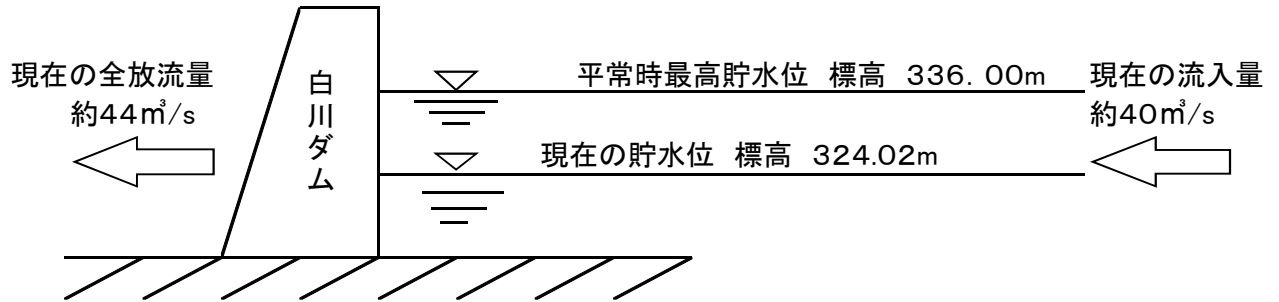 現在の全放流量
約44㎥/s
白川ダム
平常時最高貯水位 標高 336.00m
現在の貯水位 標高 324.02m
現在の流入量
約40㎥/s